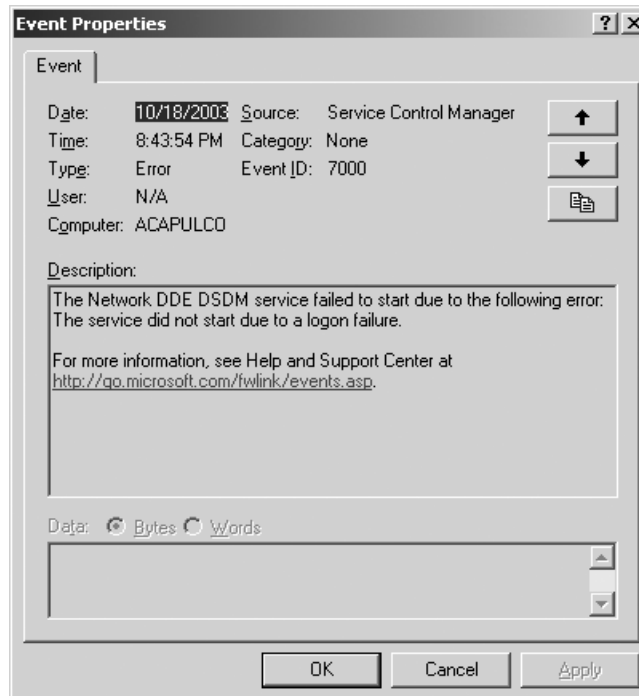 Event Properties
Event
Date: 10/18/2003 Source: Service Control Manager
Time: 8:43:54 PM Category: None
Type: Error Event ID: 7000
User: N/A
Computer: ACAPULCO
Description:
The Network DDE DSDM service failed to start due to the following error:
The service did not start due to a logon failure.
For more information, see Help and Support Center at
http://go.microsoft.com/fwlink/events.asp.
Data: Bytes Words
OK Cancel Apply